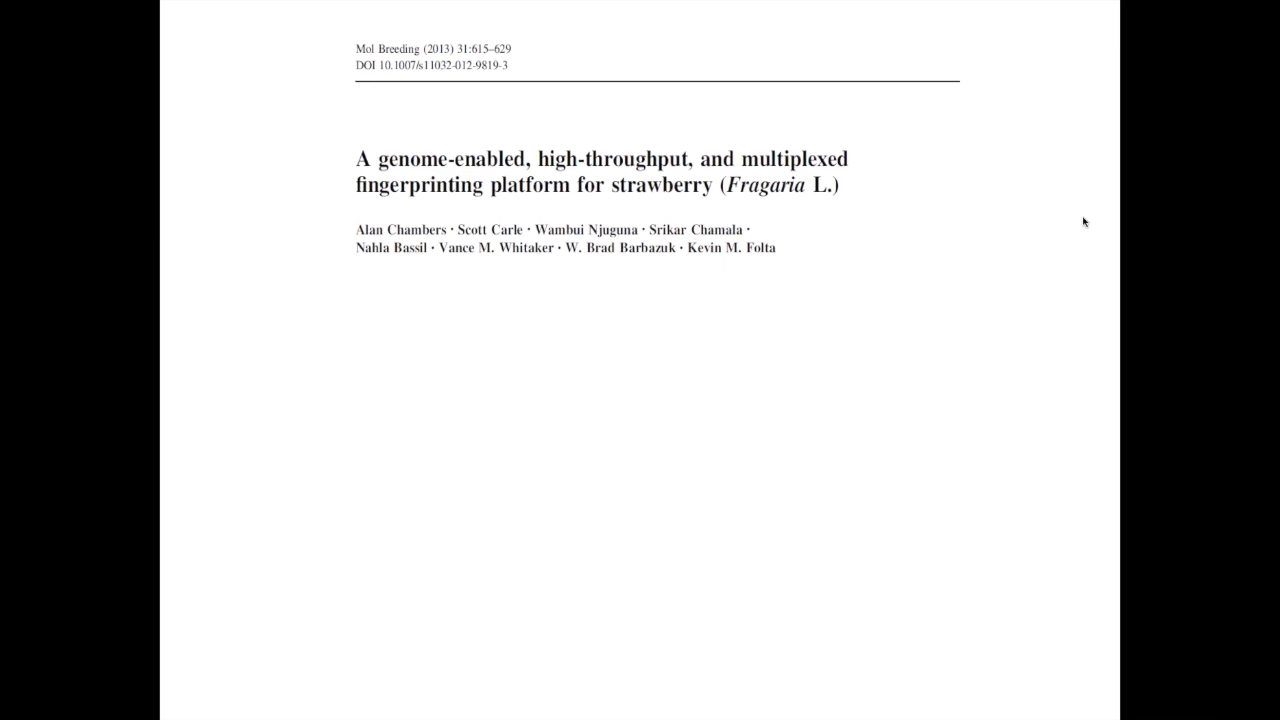 Mol Breeding (2013) 31:615–629
DOI 10.1007/s11032-012-9819-3
A genome-enabled, high-throughput, and multiplexed
fingerprinting platform for strawberry (Fragaria L.)
Alan Chambers · Scott Carle · Wambui Njuguna · Srikar Chamala ·
Nahla Bassil · Vance M. Whitaker · W. Brad Barbazuk · Kevin M. Folta